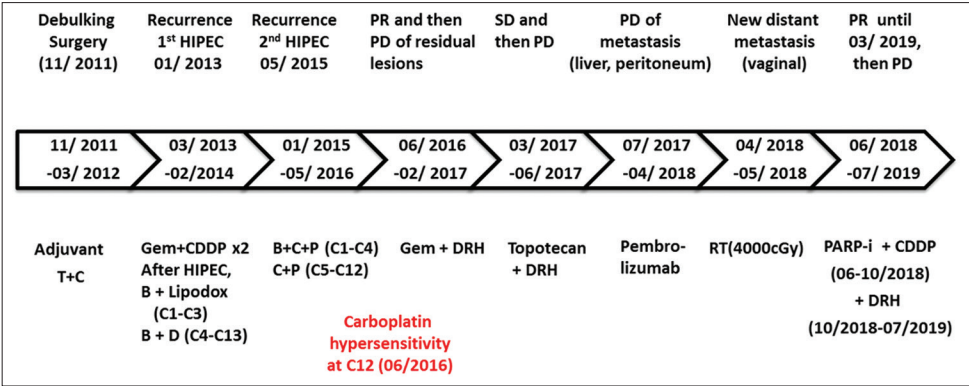 Debulking
Surgery
(11/ 2011)
Recurrence
1st HIPEC
01/ 2013
Recurrence
2nd HIPEC
05/ 2015
PR and then
PD of residual
lesions
SD and
then PD
PD of
metastasis
(liver, peritoneum)
New distant
metastasis
(vaginal)
PR until
03/ 2019,
then PD
11/ 2011
-03/ 2012
03/ 2013
-02/2014
01/ 2015
-05/ 2016
06/ 2016
-02/ 2017
03/ 2017
-06/ 2017
07/ 2017
-04/ 2018
04/ 2018
-05/ 2018
06/ 2018
-07/ 2019
Adjuvant
T+C
Gem+CDDP x2
After HIPEC,
B + Lipodox
(C1-C3)
B + D (C4-C13)
B+C+P (C1-C4)
C+P (C5-C12)
Carboplatin
hypersensitivity
at C12 (06/2016)
Gem + DRH
Topotecan
+ DRH
Pembro-
lizumab
RT(4000cGy)
PARP-i + CDDP
(06-10/2018)
+ DRH
(10/2018-07/2019)